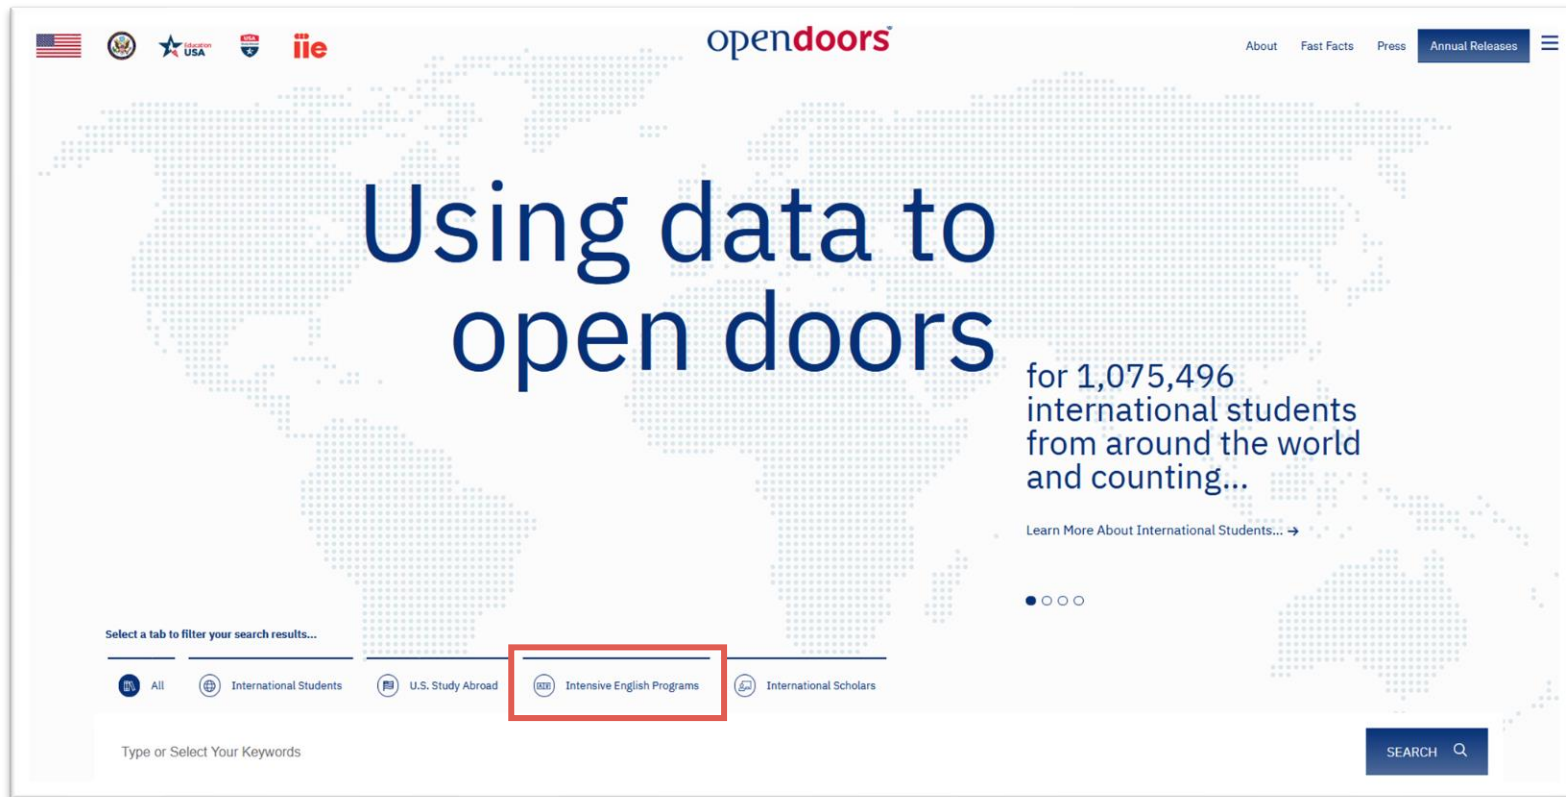 Education
USA
USA
iie
opendoors
About Fast Facts Press Annual Releases
Using data to
open doors
for 1,075,496
international students
from around the world
and counting...
Learn More About International Students... →
Select a tab to filter your search results...
All International Students U.S. Study Abroad Intensive English Programs International Scholars
Type or Select Your Keywords
SEARCH